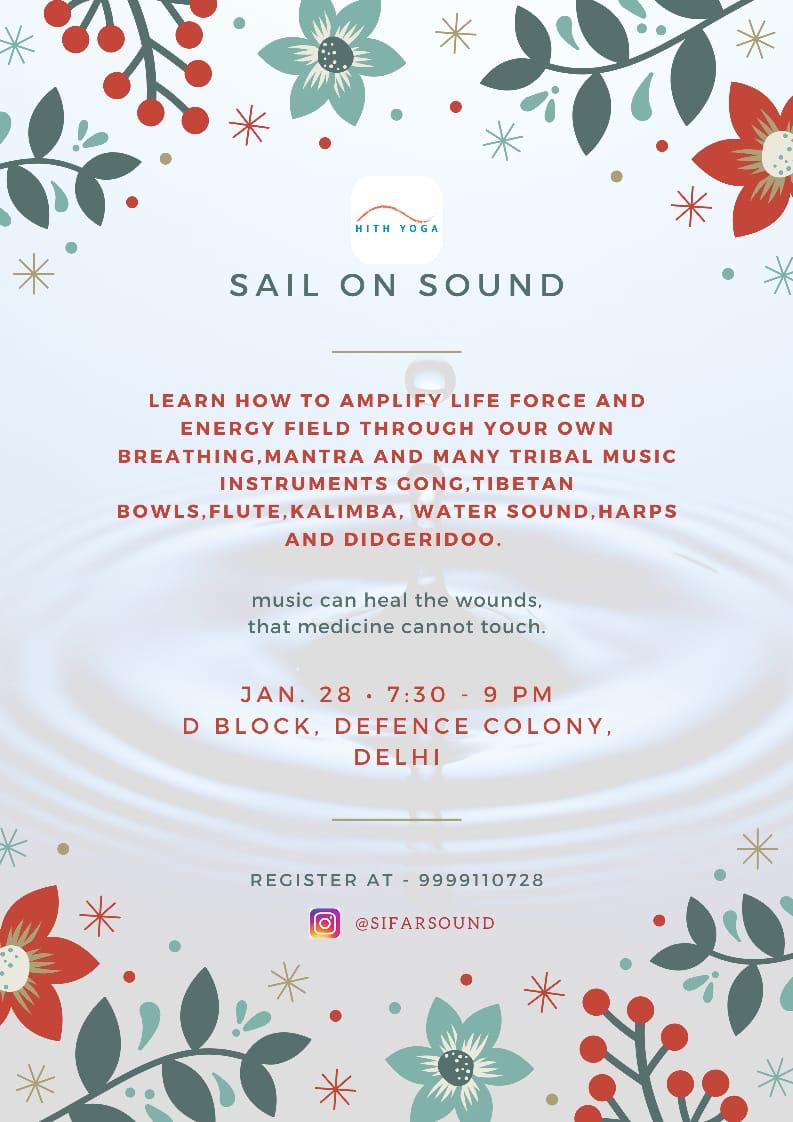 HITH YOGA
SAIL ON SOUND
LEARN HOW TO AMPLIFY LIFE FORCE AND
ENERGY FIELD THROUGH YOUR OWN
BREATHING,MANTRA AND MANY TRIBAL MUSIC
INSTRUMENTS GONG,TIBETAN
BOWLS,FLUTE,KALIMBA, WATER SOUND,HARPS
AND DIDGERIDOO.
music can heal the wounds,
that medicine cannot touch.
JAN. 28 • 7:30 - 9 PM
D BLOCK, DEFENCE COLONY,
DELHI
REGISTER AT - 9999110728
@SIFARSOUND